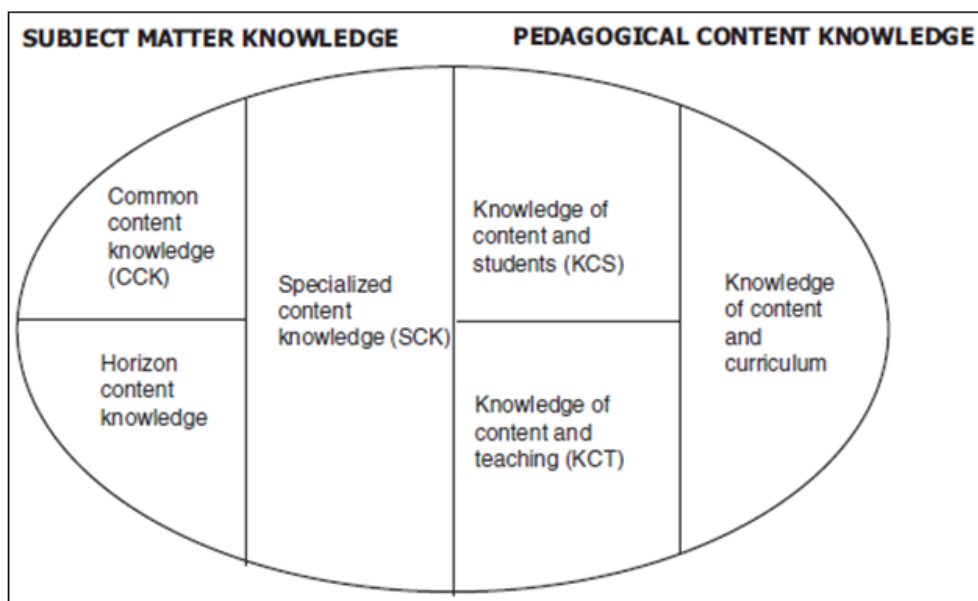 SUBJECT MATTER KNOWLEDGE
PEDAGOGICAL CONTENT KNOWLEDGE
Common
content
knowledge
(CCK)
Horizon
content
knowledge
Specialized
content
knowledge (SCK)
Knowledge of
content and
students (KCS)
Knowledge of
content and
teaching (KCT)
Knowledge
of content
and
curriculum